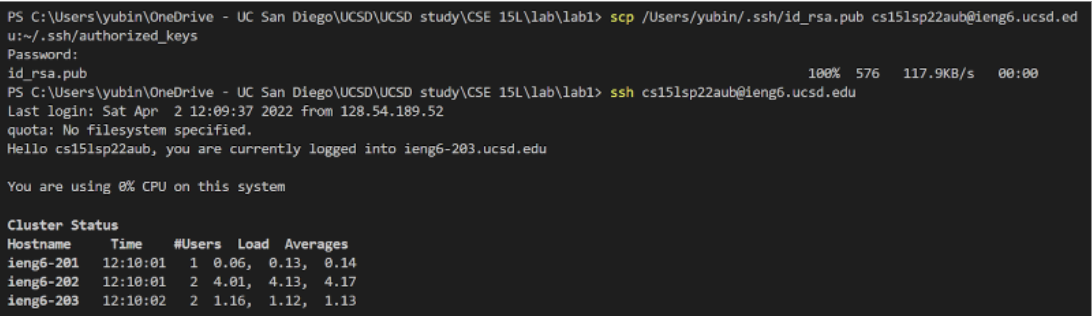 PS C:\Users\yubin\OneDrive - UC San Diego\UCSD\UCSD study\CSE 15L\lab\lab1> scp /Users/yubin/.ssh/id_rsa.pub cs15lsp22aub@ieng6.ucsd.ed
u:~/.ssh/authorized_keys
Password:
id_rsa.pub 100% 576 117.9KB/s 00:00
PS C:\Users\yubin\OneDrive - UC San Diego\UCSD\UCSD study\CSE 15L\lab\lab1> ssh cs15lsp22aub@ieng6.ucsd.edu
Last login: Sat Apr  2 12:09:37 2022 from 128.54.189.52
quota: No filesystem specified.
Hello cs15lsp22aub, you are currently logged into ieng6-203.ucsd.edu
You are using 0% CPU on this system
Cluster Status
Hostname Time #Users Load Averages
ieng6-201 12:10:01 1 0.06, 0.13, 0.14
ieng6-202 12:10:01 2 4.01, 4.13, 4.17
ieng6-203 12:10:02 2 1.16, 1.12, 1.13